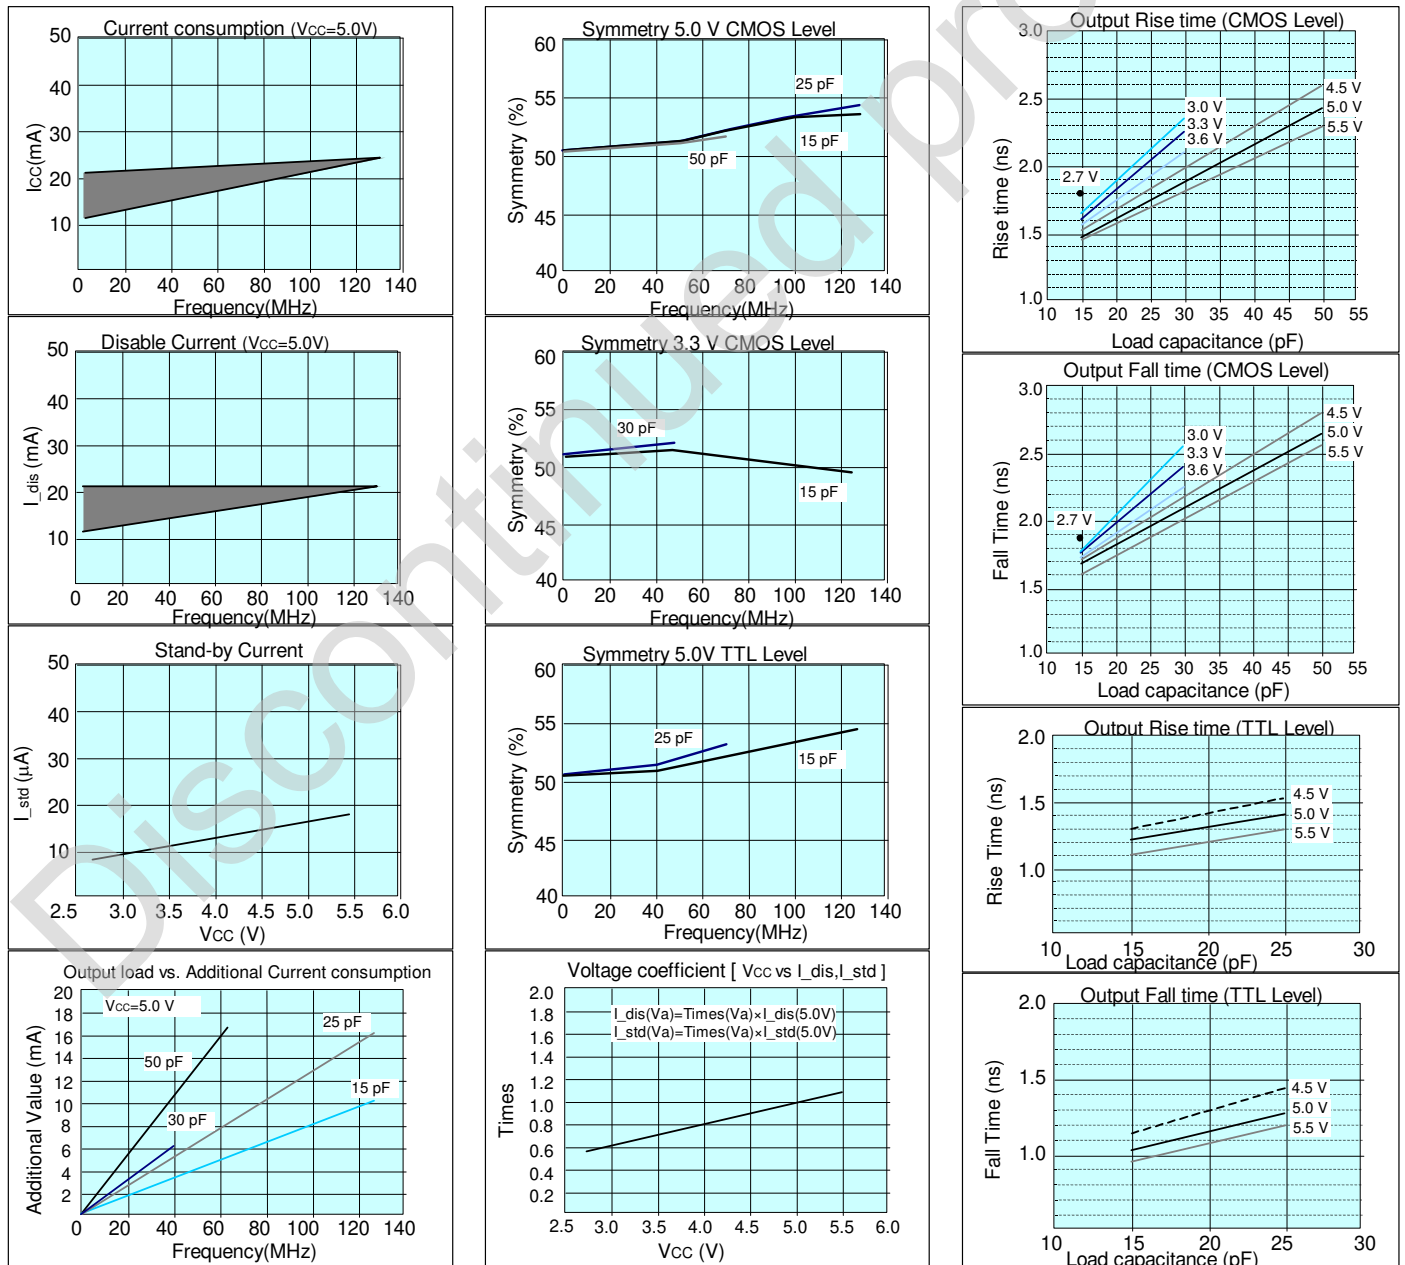 Current consumption (VCC=5.0V)
50
40
30
20
10
ICC(mA)
0 20 40 60 80 100 120 140
Frequency(MHz)
Disable Current (VCC=5.0V)
50
40
30
20
10
I_dis (mA)
0 20 40 60 80 100 120 140
Frequency(MHz)
Stand-by Current
50
40
30
20
10
I_std (µA)
2.5 3.0 3.5 4.0 4.5 5.0 5.5 6.0
VCC (V)
Output load vs. Additional Current consumption
20
18
16
14
12
10
8
6
4
2
Additional Value (mA)
VCC=5.0 V
50 pF
30 pF
25 pF
15 pF
0 20 40 60 80 100 120 140
Frequency(MHz)
Symmetry 5.0 V CMOS Level
60
55
50
45
40
Symmetry (%)
25 pF
15 pF
50 pF
0 20 40 60 80 100 120 140
Frequency(MHz)
Symmetry 3.3 V CMOS Level
60
55
50
45
40
Symmetry (%)
30 pF
15 pF
0 20 40 60 80 100 120 140
Frequency(MHz)
Symmetry 5.0V TTL Level
60
55
50
45
40
Symmetry (%)
25 pF
15 pF
0 20 40 60 80 100 120 140
Frequency(MHz)
Voltage coefficient [ VCC vs I_dis,I_std ]
2.0
1.8
1.6
1.4
1.2
1.0
0.8
0.6
0.4
0.2
Times
I_dis(Va)=Times(Va)×I_dis(5.0V)
I_std(Va)=Times(Va)×I_std(5.0V)
2.5 3.0 3.5 4.0 4.5 5.0 5.5 6.0
VCC (V)
Output Rise time (CMOS Level)
3.0
2.5
2.0
1.5
1.0
Rise time (ns)
2.7 V
3.0 V
3.3 V
3.6 V
4.5 V
5.0 V
5.5 V
10 15 20 25 30 35 40 45 50 55
Load capacitance (pF)
Output Fall time (CMOS Level)
3.0
2.5
2.0
1.5
1.0
Fall Time (ns)
2.7 V
3.0 V
3.3 V
3.6 V
4.5 V
5.0 V
5.5 V
10 15 20 25 30 35 40 45 50 55
Load capacitance (pF)
Output Rise time (TTL Level)
2.0
1.5
1.0
Rise Time (ns)
4.5 V
5.0 V
5.5 V
10 15 20 25 30
Load capacitance (pF)
Output Fall time (TTL Level)
2.0
1.5
1.0
Fall Time (ns)
4.5 V
5.0 V
5.5 V
10 15 20 25 30
Load capacitance (pF)
Discontinued pro